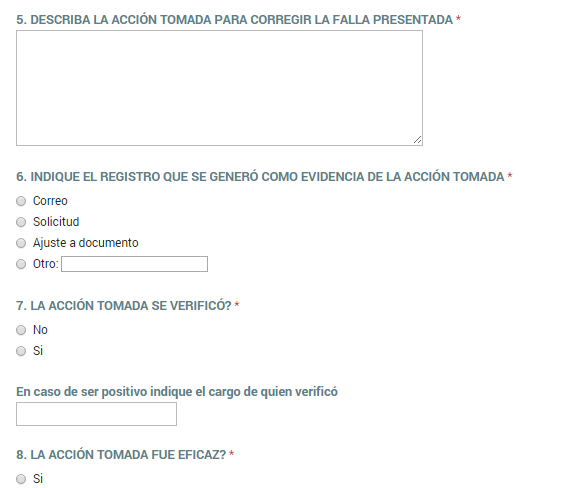 5. DESCRIBA LA ACCIÓN TOMADA PARA CORREGIR LA FALLA PRESENTADA *
6. INDIQUE EL REGISTRO QUE SE GENERÓ COMO EVIDENCIA DE LA ACCIÓN TOMADA *
Correo
Solicitud
Ajuste a documento
Otro:
7. LA ACCIÓN TOMADA SE VERIFICÓ? *
No
Si
En caso de ser positivo indique el cargo de quien verificó
8. LA ACCIÓN TOMADA FUE EFICAZ? *
Si